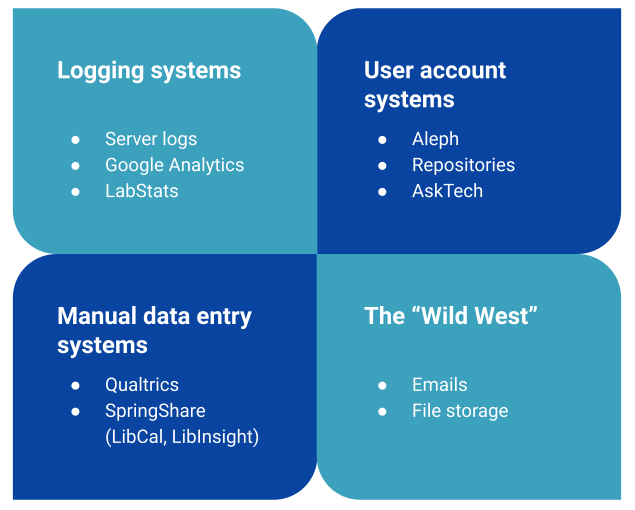 Logging systems
● Server logs
● Google Analytics
● LabStats
User account
systems
● Aleph
● Repositories
● AskTech
Manual data entry
systems
● Qualtrics
● SpringShare
(LibCal, LibInsight)
The “Wild West”
● Emails
● File storage